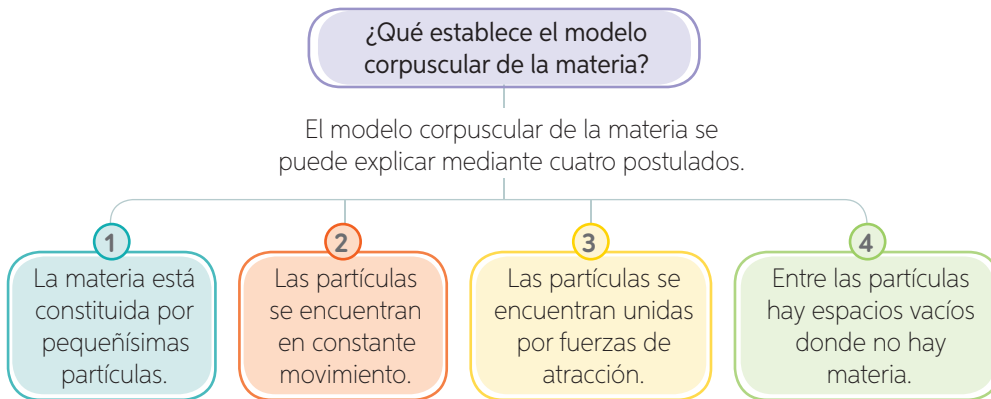 ¿Qué establece el modelo
corpuscular de la materia?
El modelo corpuscular de la materia se
puede explicar mediante cuatro postulados.
1
La materia está
constituida por
pequeñísimas
partículas.
2
Las partículas
se encuentran
en constante
movimiento.
3
Las partículas se
encuentran unidas
por fuerzas de
atracción.
4
Entre las partículas
hay espacios vacíos
donde no hay
materia.